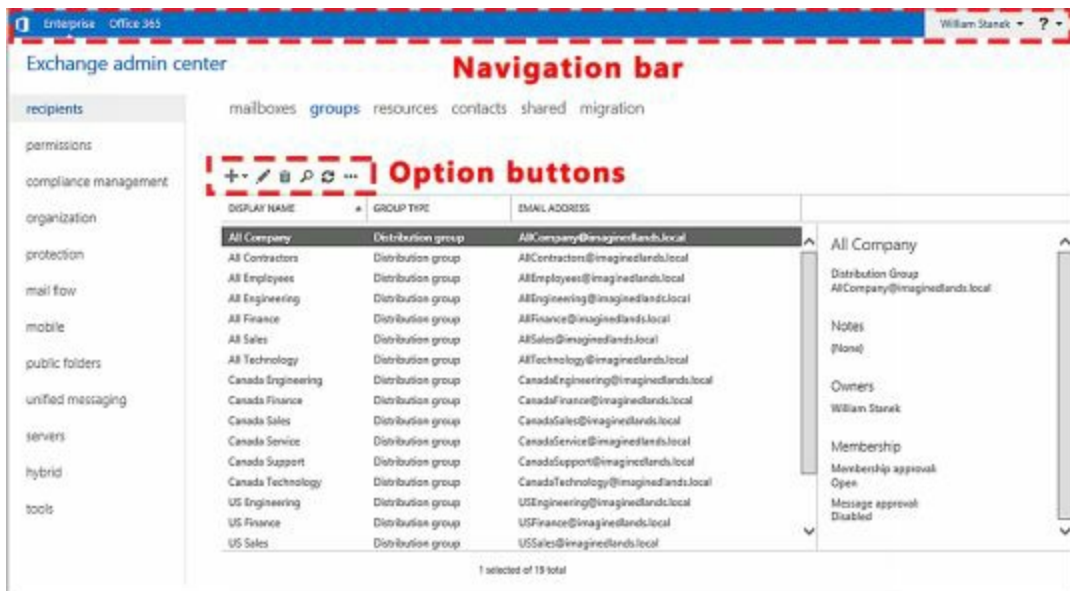 Enterprise Office 365
William Stanek ?
Exchange admin center
Navigation bar
recipients
permissions
compliance management
organization
protection
mail flow
mobile
public folders
unified messaging
servers
hybrid
tools
mailboxes groups resources contacts shared migration
Option buttons
DISPLAY NAME GROUP TYPE EMAIL ADDRESS
All Company Distribution group AllCompany@imaginedlands.local
All Contractors Distribution group AllContractors@imaginedlands.local
All Employees Distribution group AllEmployees@imaginedlands.local
All Engineering Distribution group AllEngineering@imaginedlands.local
All Finance Distribution group AllFinance@imaginedlands.local
All Sales Distribution group AllSales@imaginedlands.local
All Technology Distribution group AllTechnology@imaginedlands.local
Canada Engineering Distribution group CanadaEngineering@imaginedlands.local
Canada Finance Distribution group CanadaFinance@imaginedlands.local
Canada Sales Distribution group CanadaSales@imaginedlands.local
Canada Service Distribution group CanadaService@imaginedlands.local
Canada Support Distribution group CanadaSupport@imaginedlands.local
Canada Technology Distribution group CanadaTechnology@imaginedlands.local
US Engineering Distribution group USEngineering@imaginedlands.local
US Finance Distribution group USFinance@imaginedlands.local
US Sales Distribution group USSales@imaginedlands.local
1 selected of 19 total
All Company
Distribution Group
AllCompany@imaginedlands.local
Notes
(None)
Owners
William Stanek
Membership
Membership approval:
Open
Message approval:
Disabled